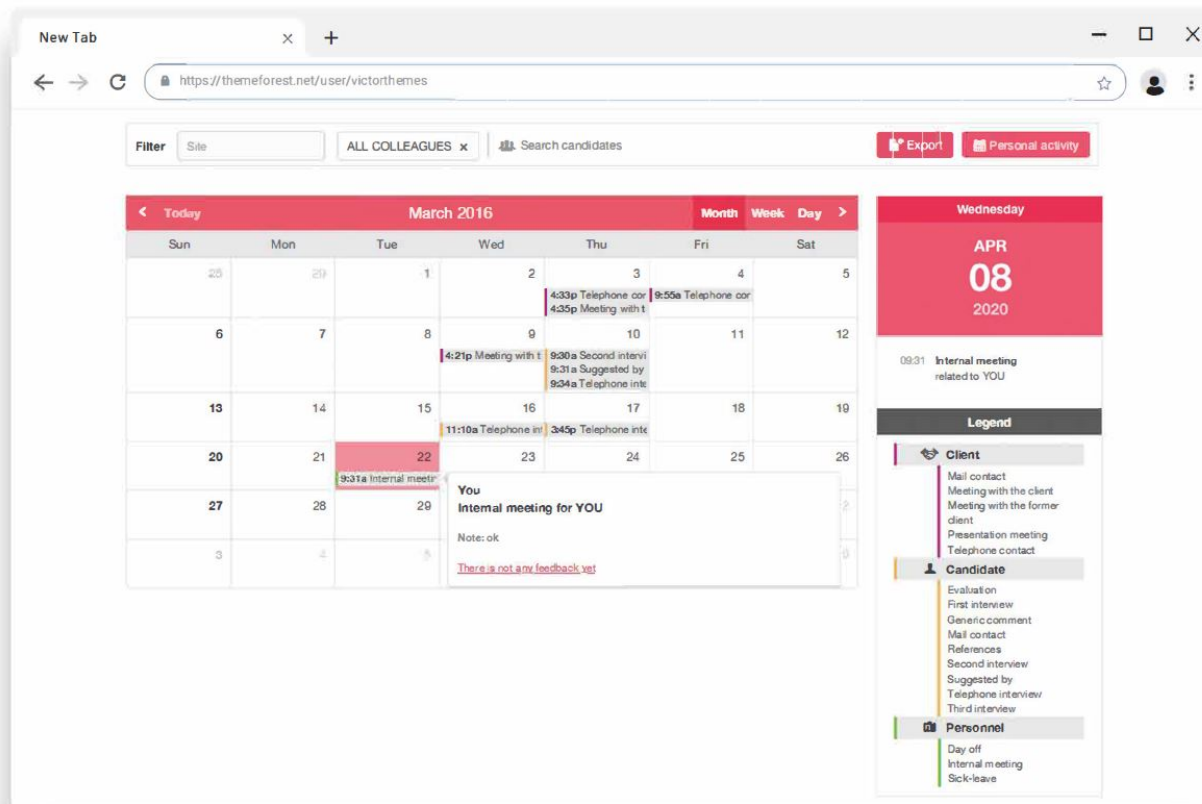 New Tab
https://themeforest.net/user/victorthemes
Filter Site ALL COLLEAGUES x Search candidates Export Personal activity
Today March 2016 Month Week Day
Sun Mon Tue Wed Thu Fri Sat
28 29 1 2 3 4 5
4:33p Telephone cor 9:55a Telephone cor
4:35p Meeting with t
6 7 8 9 10 11 12
4:21p Meeting with t 9:30a Second intervi
9:31a Suggested by
9:34a Telephone inte
13 14 15 16 17 18 19
11:10a Telephone int 3:45p Telephone inte
20 21 22 23 24 25 26
9:31a Internal meetin
27 28 29 2
3 4 5
You
Internal meeting for YOU
Note: ok
There is not any feedback yet
Wednesday
APR
08
2020
09:31 Internal meeting
related to YOU
Legend
Client
Mail contact
Meeting with the client
Meeting with the former
client
Presentation meeting
Telephone contact
Candidate
Evaluation
First interview
Generic comment
Mail contact
References
Second interview
Suggested by
Telephone interview
Third interview
Personnel
Day off
Internal meeting
Sick-leave